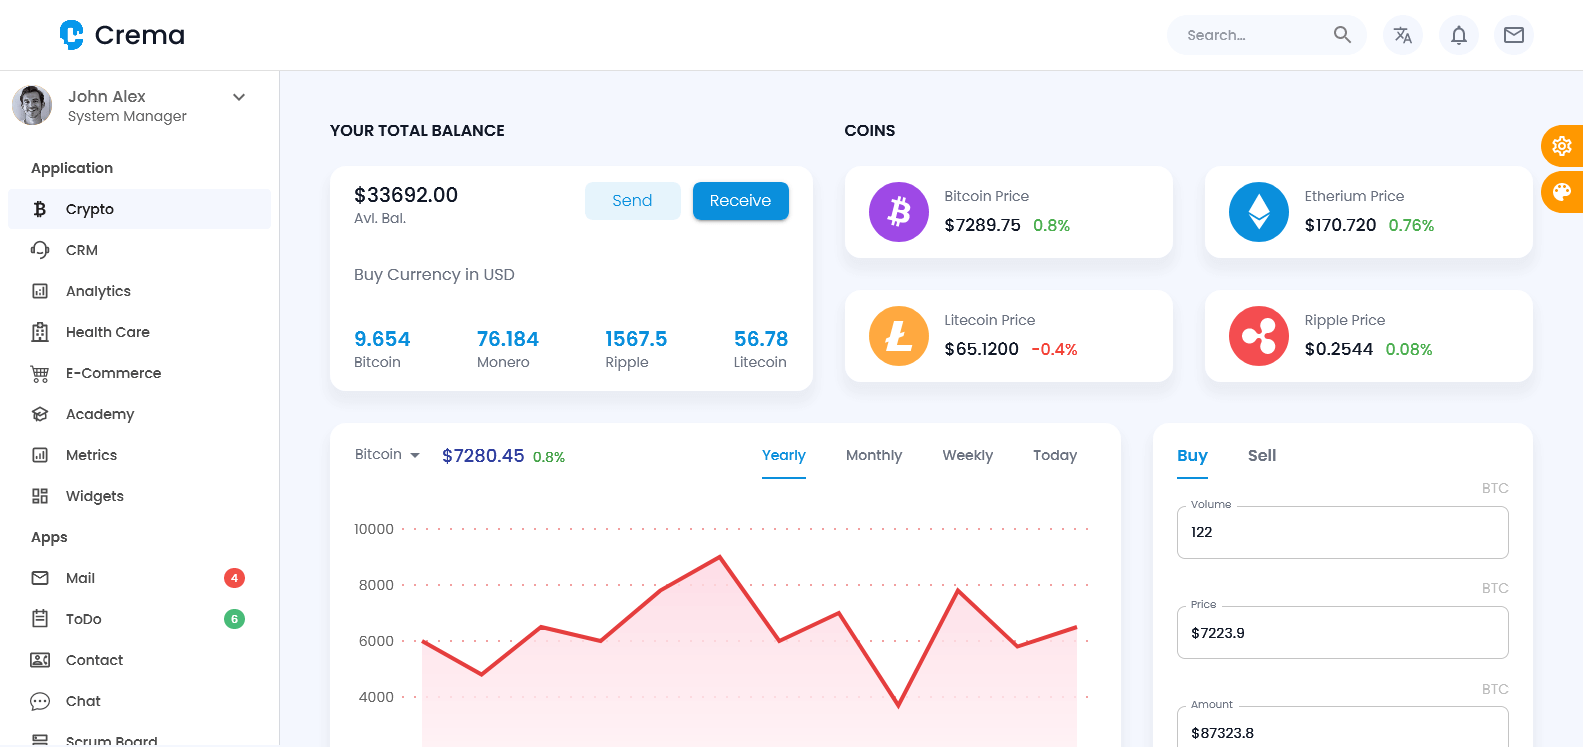 Crema
Search…
John Alex
System Manager
Application
Crypto
CRM
Analytics
Health Care
E-Commerce
Academy
Metrics
Widgets
Apps
Mail 4
ToDo 6
Contact
Chat
Scrum Board
YOUR TOTAL BALANCE
$33692.00
Avl. Bal.
Send Receive
Buy Currency in USD
9.654 76.184 1567.5 56.78
Bitcoin Monero Ripple Litecoin
COINS
Bitcoin Price
$7289.75 0.8%
Etherium Price
$170.720 0.76%
Litecoin Price
$65.1200 -0.4%
Ripple Price
$0.2544 0.08%
Bitcoin $7280.45 0.8% Yearly Monthly Weekly Today
10000
8000
6000
4000
Buy Sell
BTC
Volume
122
BTC
Price
$7223.9
BTC
Amount
$87323.8